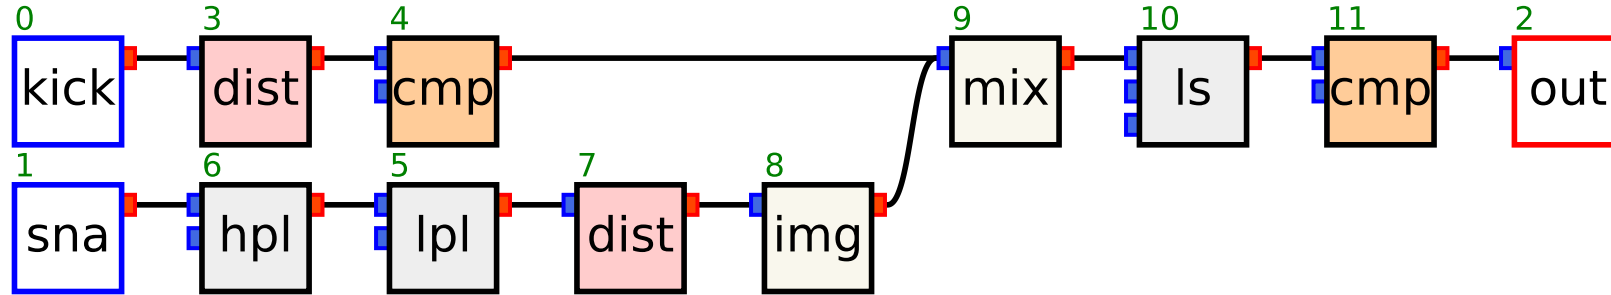 0 3 4 9 10 11 2
kick dist cmp mix ls cmp out
1 6 5 7 8
sna hpl lpl dist img